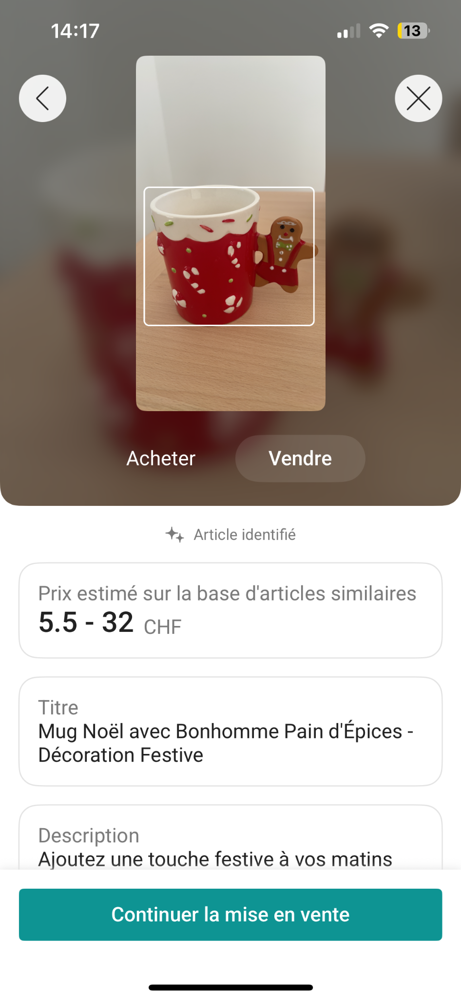 14:17
13
Acheter
Vendre
Article identifié
Prix estimé sur la base d'articles similaires
5.5 - 32 CHF
Titre
Mug Noël avec Bonhomme Pain d'Épices -
Décoration Festive
Description
Ajoutez une touche festive à vos matins
Continuer la mise en vente